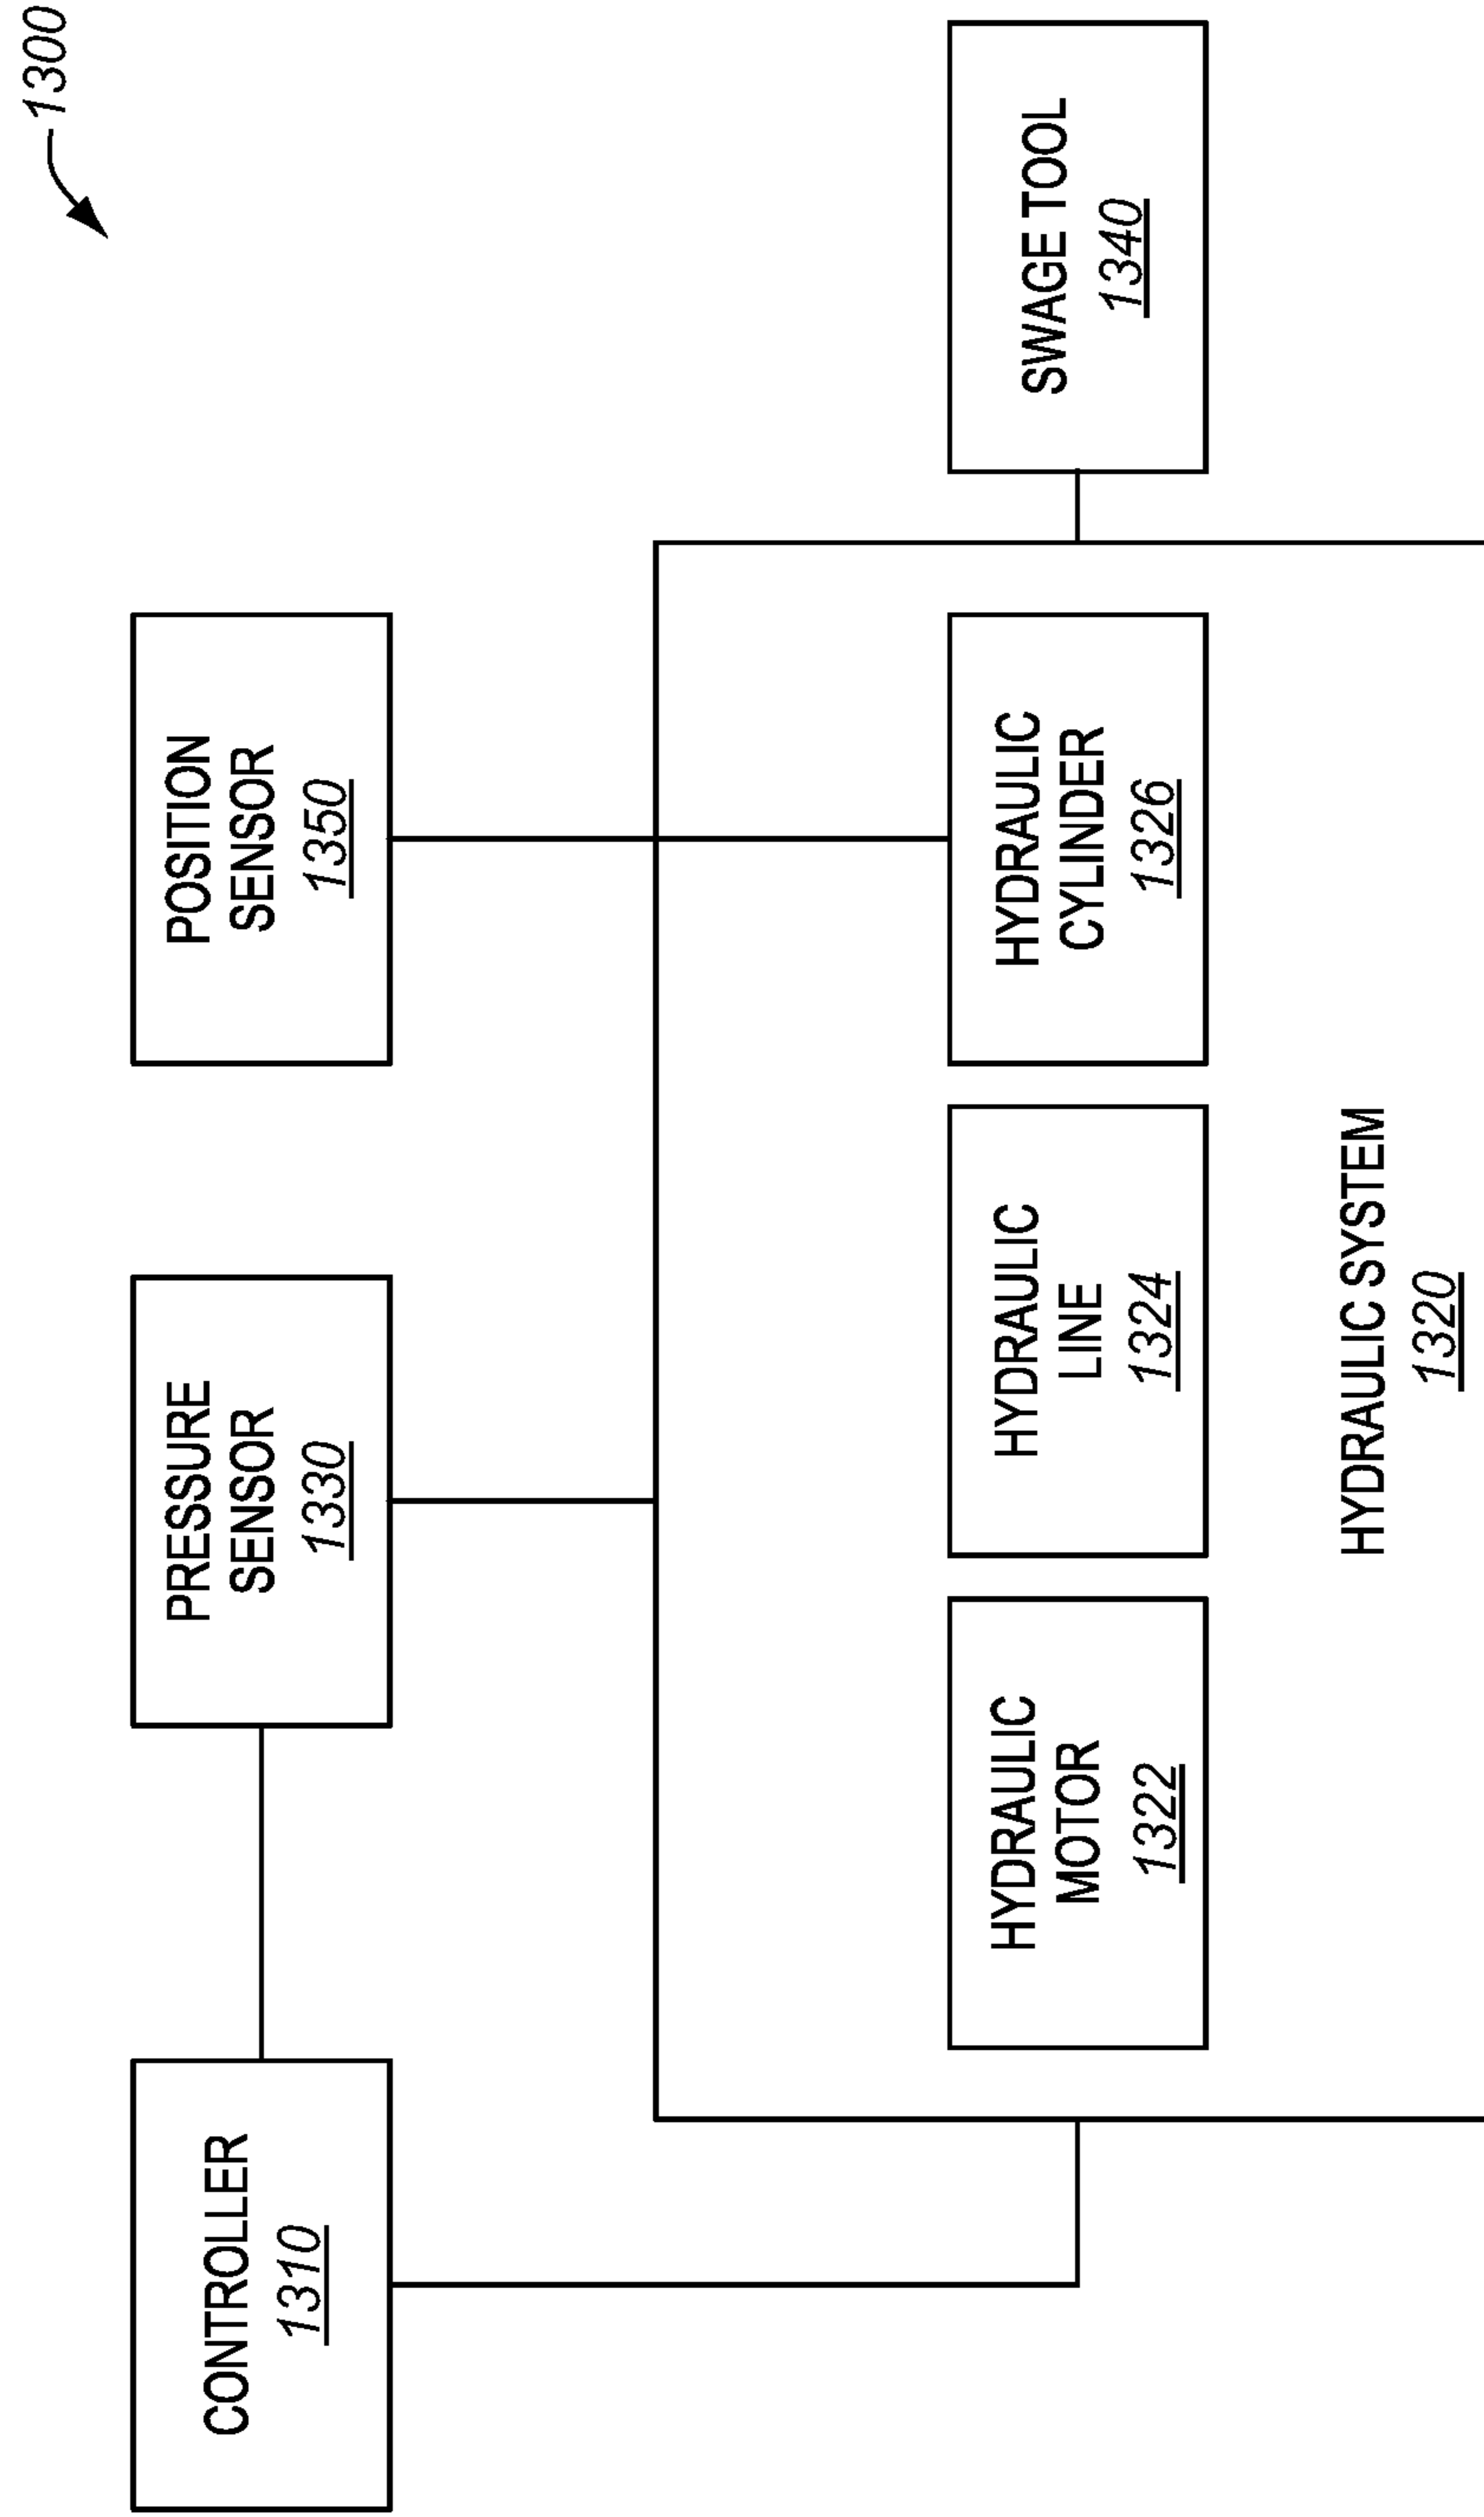 1300
CONTROLLER
1310
PRESSURE
SENSOR
1330
POSITION
SENSOR
1350
HYDRAULIC
MOTOR
1322
HYDRAULIC
LINE
1324
HYDRAULIC
CYLINDER
1326
SWAGE TOOL
1340
HYDRAULIC SYSTEM
1320